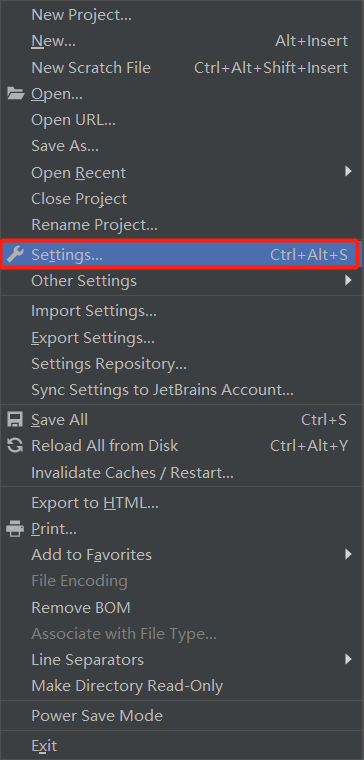 New Project...
New... Alt+Insert
New Scratch File Ctrl+Alt+Shift+Insert
Open...
Open URL...
Save As...
Open Recent
Close Project
Rename Project...
Settings... Ctrl+Alt+S
Other Settings
Import Settings...
Export Settings...
Settings Repository...
Sync Settings to JetBrains Account...
Save All Ctrl+S
Reload All from Disk Ctrl+Alt+Y
Invalidate Caches / Restart...
Export to HTML...
Print...
Add to Favorites
File Encoding
Remove BOM
Associate with File Type...
Line Separators
Make Directory Read-Only
Power Save Mode
Exit